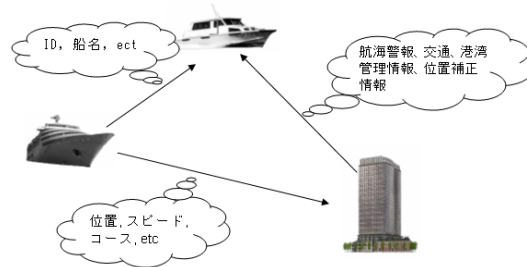 ID, 船名, ect
航海警報、交通、港湾
管理情報、位置補正
情報
位置,スピード,
コース,etc